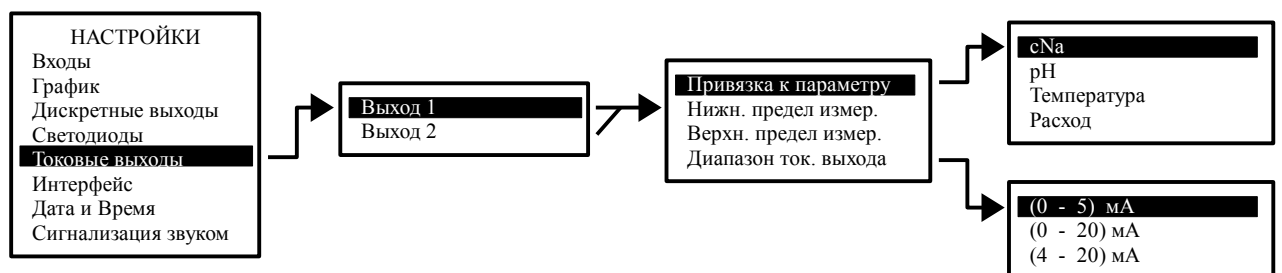 НАСТРОЙКИ
Входы
График
Дискретные выходы
Светодиоды
Токовые выходы
Интерфейс
Дата и Время
Сигнализация звуком
Выход 1
Выход 2
Привязка к параметру
Нижн. предел измер.
Верхн. предел измер.
Диапазон ток. выхода
cNa
pH
Температура
Расход
(0 - 5) мА
(0 - 20) мА
(4 - 20) мА